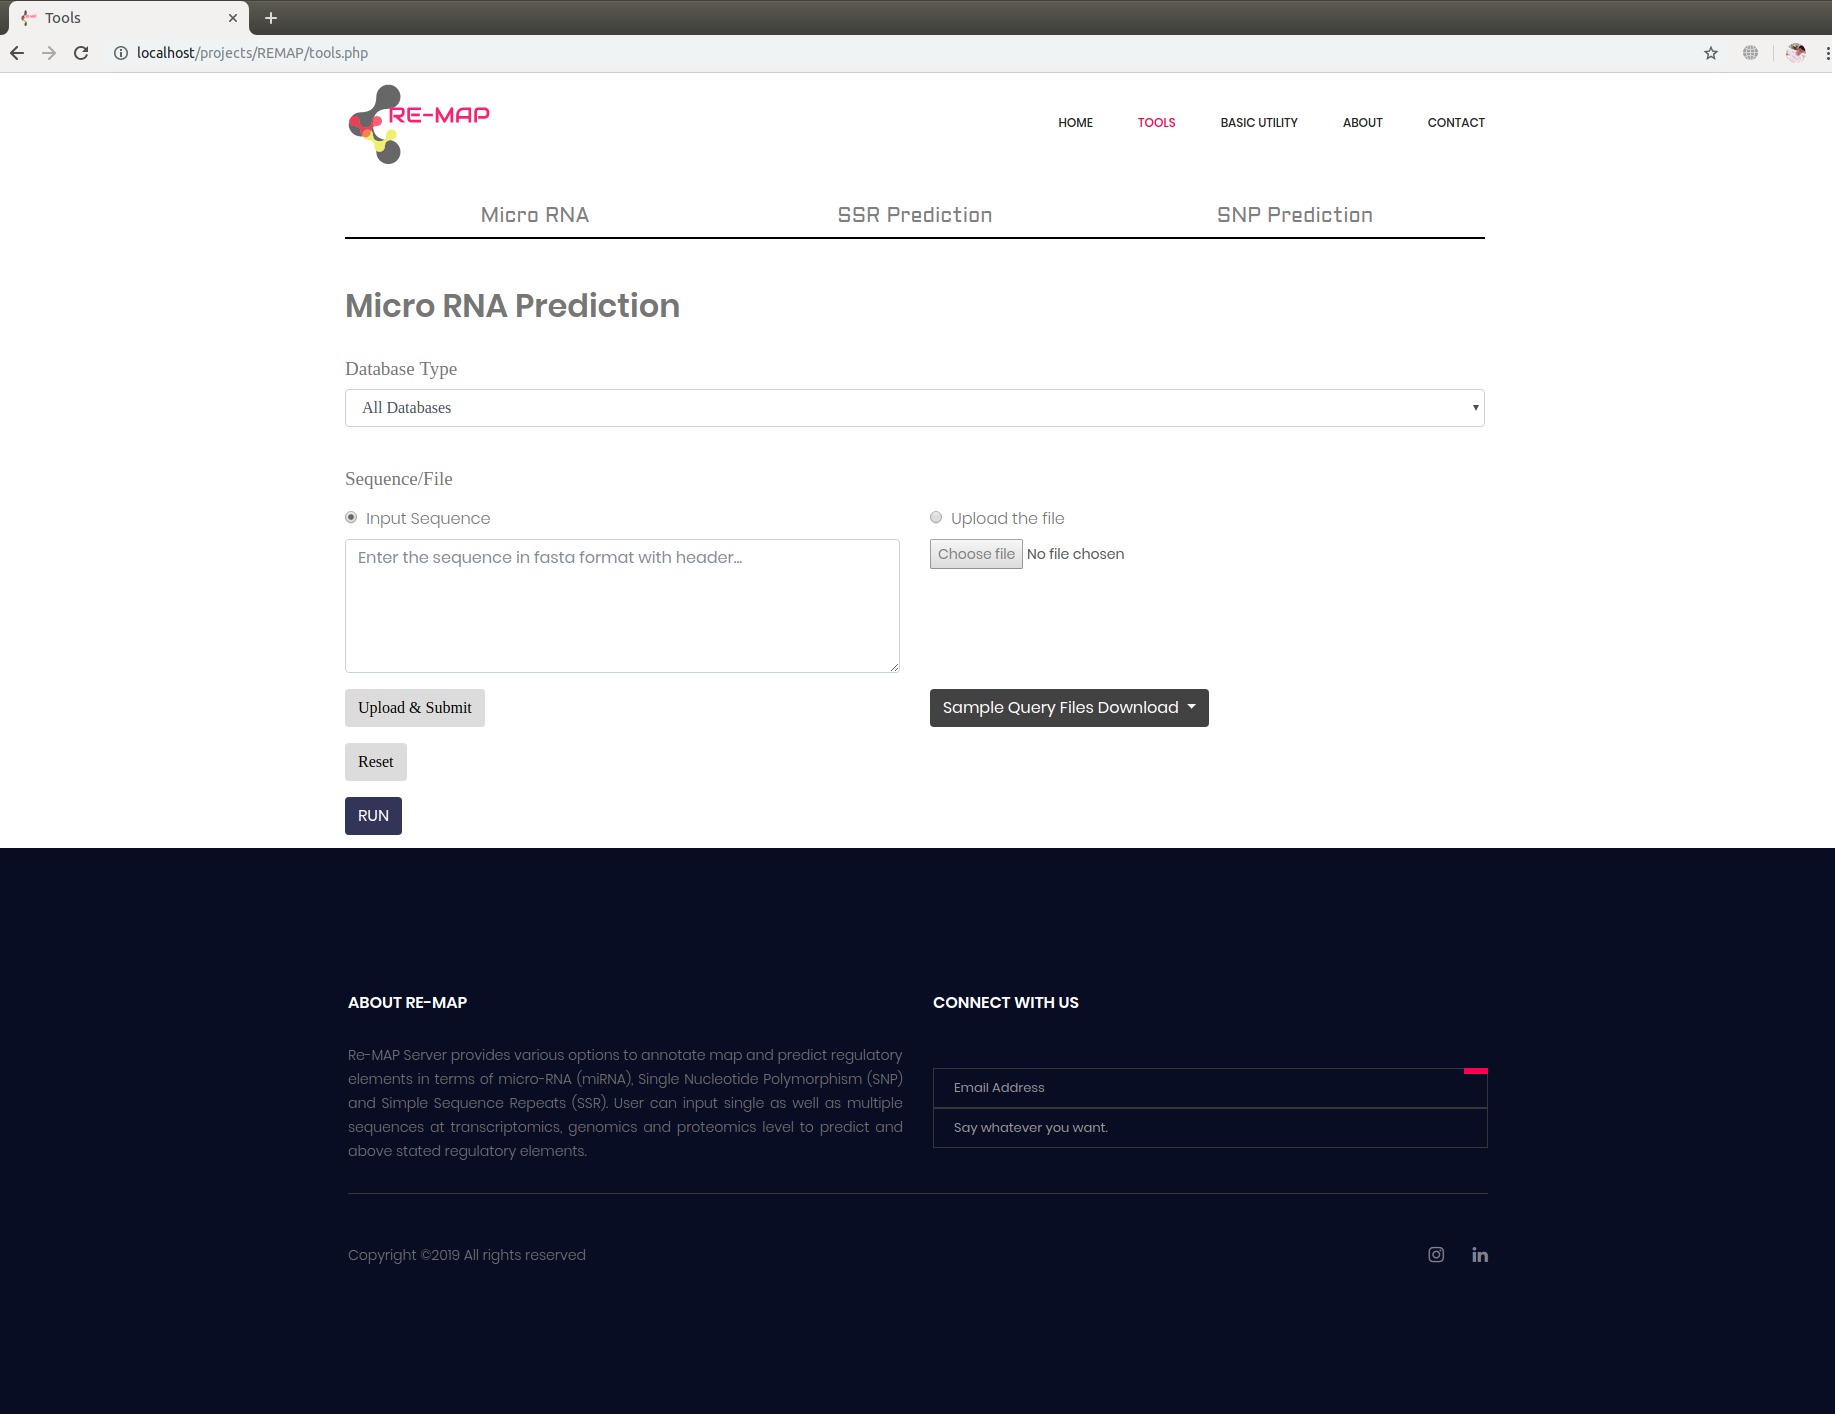 Tools
localhost/projects/REMAP/tools.php
RE-MAP
HOME TOOLS BASIC UTILITY ABOUT CONTACT
Micro RNA SSR Prediction SNP Prediction
Micro RNA Prediction
Database Type
All Databases
Sequence/File
Input Sequence
Upload the file
Enter the sequence in fasta format with header...
Choose file No file chosen
Upload & Submit
Sample Query Files Download
Reset
RUN
ABOUT RE-MAP
Re-MAP Server provides various options to annotate map and predict regulatory
elements in terms of micro-RNA (miRNA), Single Nucleotide Polymorphism (SNP)
and Simple Sequence Repeats (SSR). User can input single as well as multiple
sequences at transcriptomics, genomics and proteomics level to predict and
above stated regulatory elements.
CONNECT WITH US
Email Address
Say whatever you want.
Copyright ©2019 All rights reserved